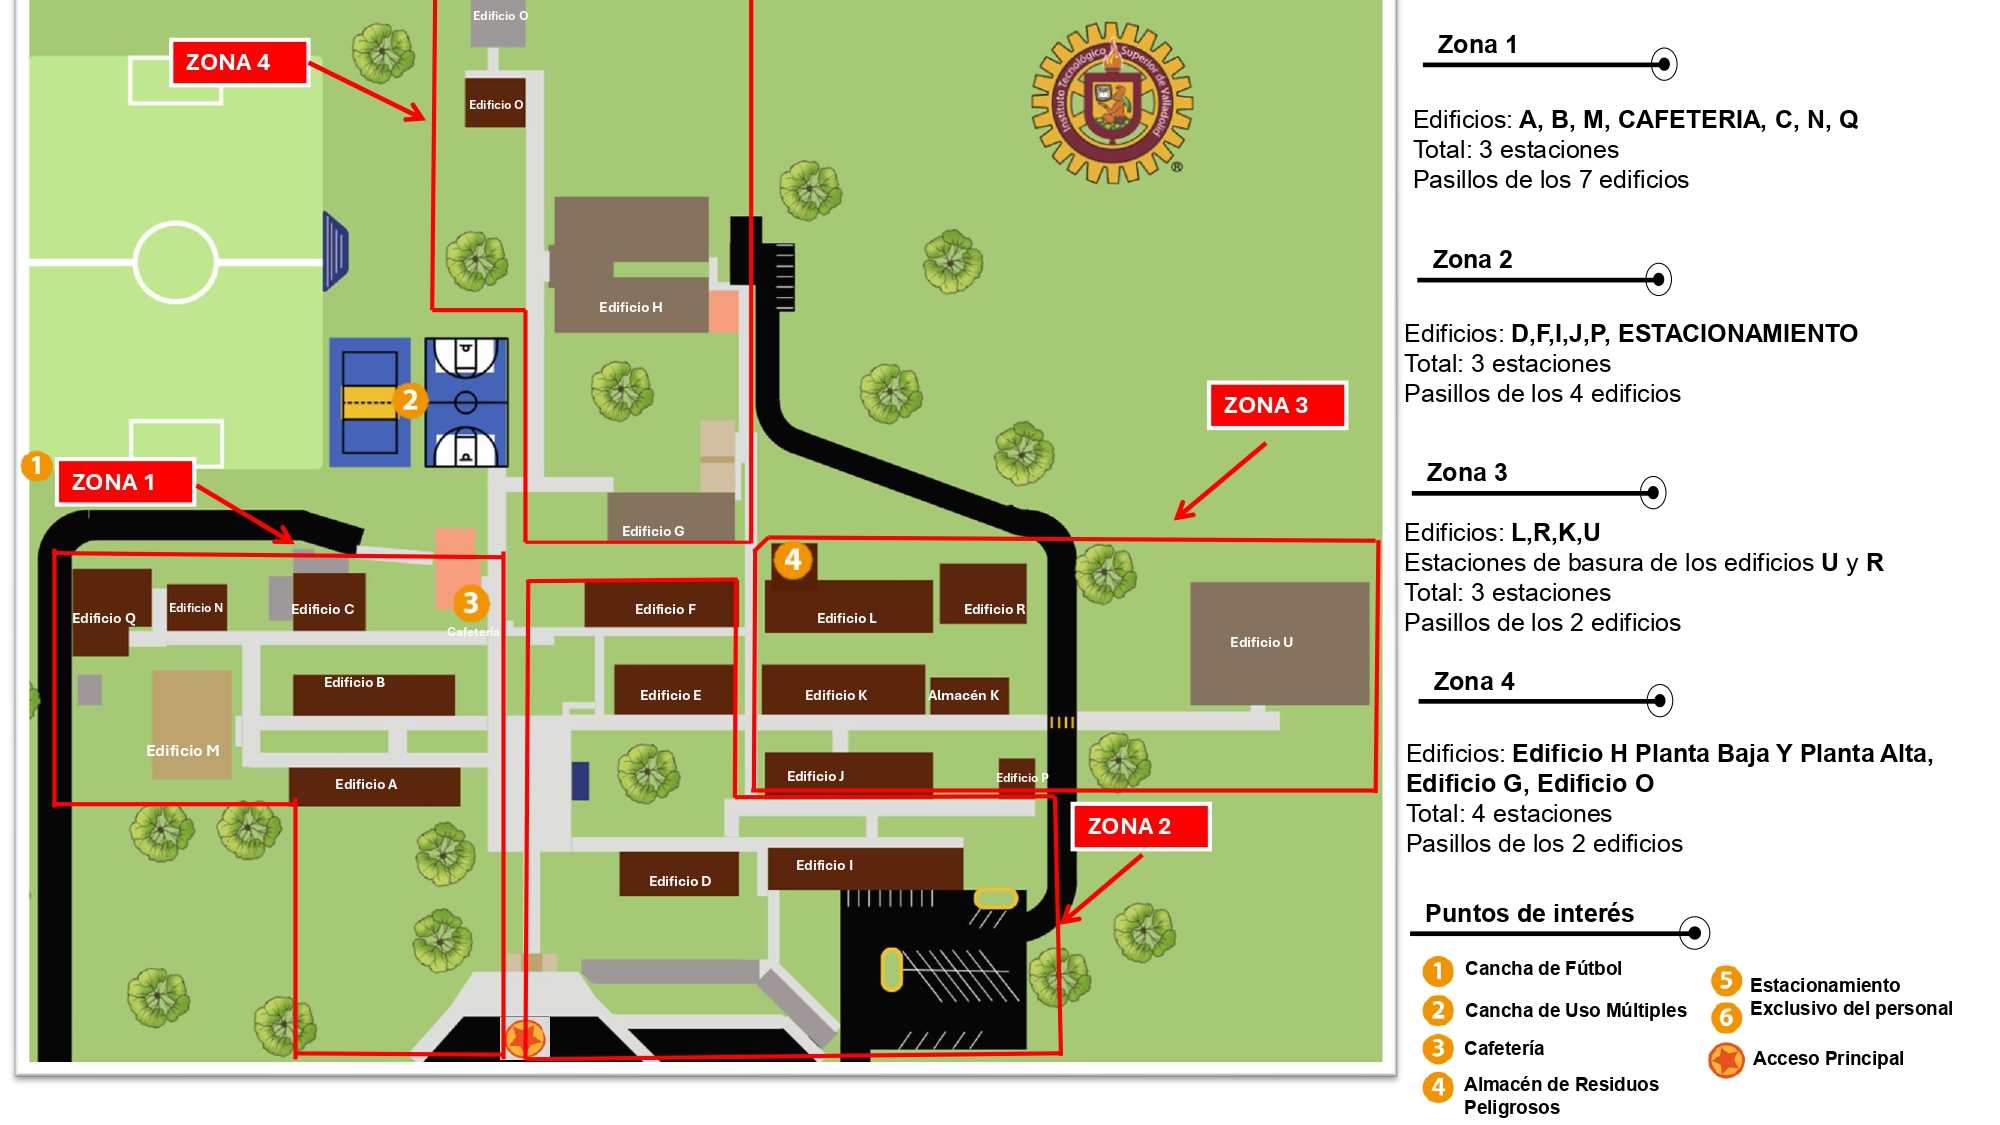 Edificio O
ZONA 4
Edificio O
Instituto Tecnológico Superior de Valladolid
®
Edificio H
2
ZONA 3
1
ZONA 1
Edificio G
4
3
Edificio Q
Edificio N
Edificio C
Cafetería
Edificio F
Edificio L
Edificio R
Edificio U
Edificio B
Edificio E
Edificio K
Almacén K
Edificio M
Edificio A
Edificio J
Edificio P
ZONA 2
Edificio D
Edificio I
Zona 1
Edificios: A, B, M, CAFETERIA, C, N, Q
Total: 3 estaciones
Pasillos de los 7 edificios
Zona 2
Edificios: D,F,I,J,P, ESTACIONAMIENTO
Total: 3 estaciones
Pasillos de los 4 edificios
Zona 3
Edificios: L,R,K,U
Estaciones de basura de los edificios U y R
Total: 3 estaciones
Pasillos de los 2 edificios
Zona 4
Edificios: Edificio H Planta Baja Y Planta Alta,
Edificio G, Edificio O
Total: 4 estaciones
Pasillos de los 2 edificios
Puntos de interés
1 Cancha de Fútbol
2 Cancha de Uso Múltiples
3 Cafetería
4 Almacén de Residuos
Peligrosos
5 Estacionamiento
6 Exclusivo del personal
Acceso Principal